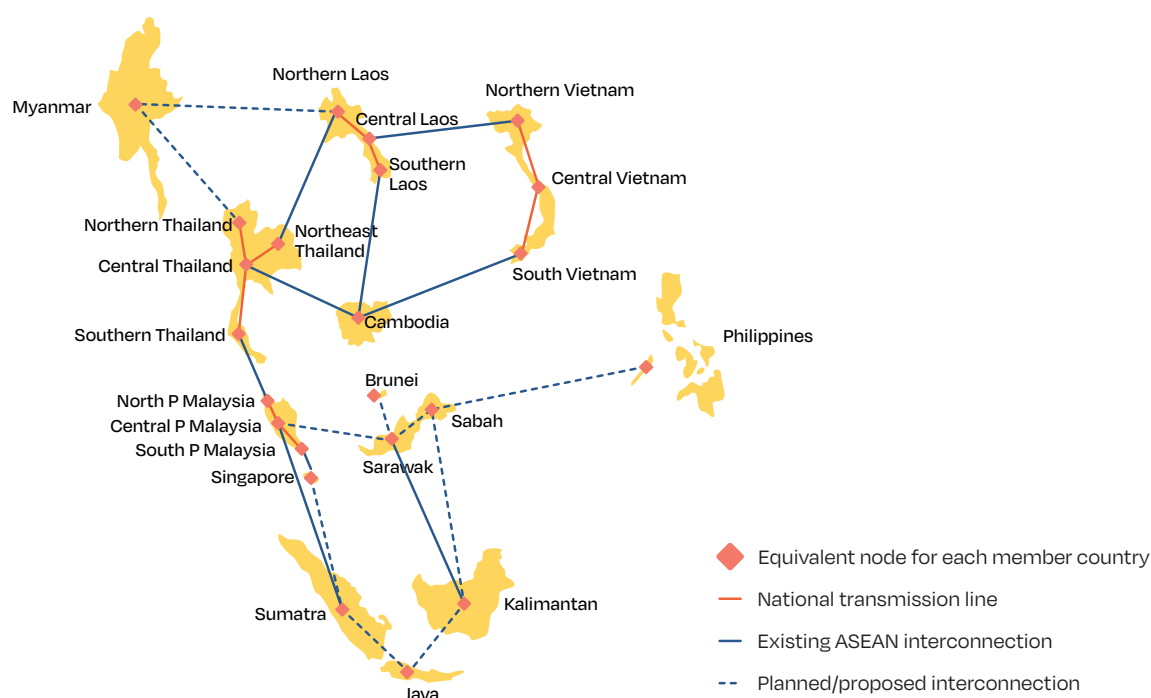 Northern Laos
Northern Vietnam
Myanmar
Central Laos
Southern
Laos
Central Vietnam
Northern Thailand
Northeast
Thailand
Central Thailand
South Vietnam
Cambodia
Southern Thailand
Philippines
Brunei
North P Malaysia
Sabah
Central P Malaysia
South P Malaysia
Sarawak
Singapore
Equivalent node for each member country
National transmission line
Sumatra
Kalimantan
Existing ASEAN interconnection
Planned/proposed interconnection
Java